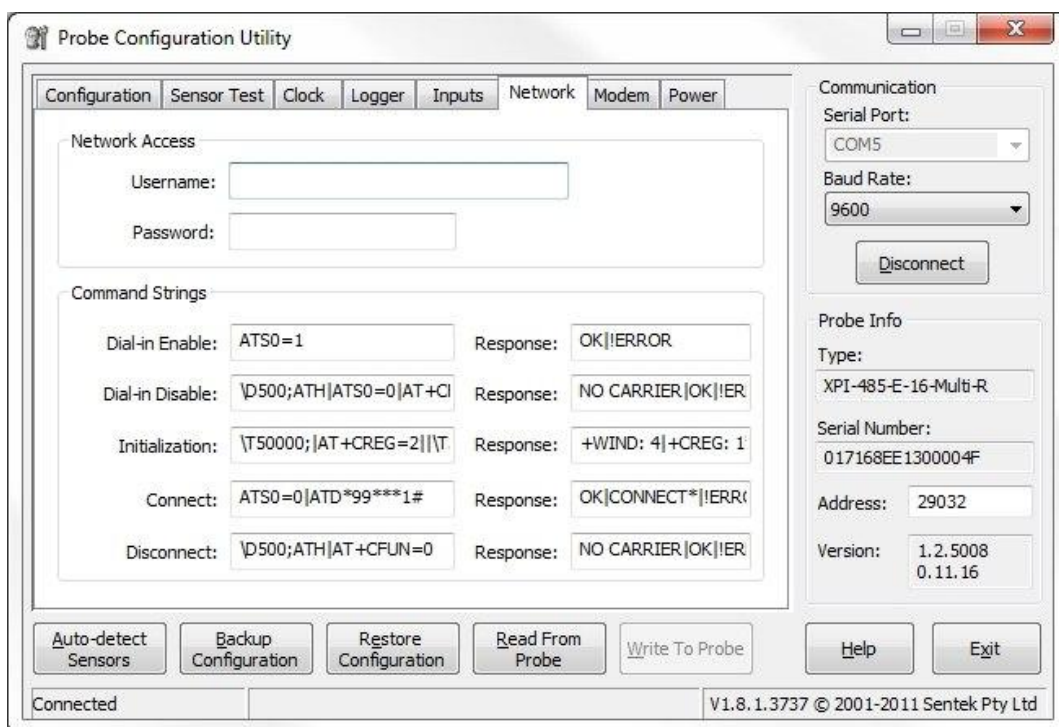 Probe Configuration Utility
Configuration Sensor Test Clock Logger Inputs Network Modem Power
Network Access
Username:
Password:
Command Strings
Dial-in Enable: ATS0=1 Response: OK|!ERROR
Dial-in Disable: \D500;ATH|ATS0=0|AT+CI Response: NO CARRIER|OK|!ER
Initialization: \T50000;|AT+CREG=2||\T Response: +WIND: 4|+CREG: 1
Connect: ATS0=0|ATD*99***1# Response: OK|CONNECT*|!ERR
Disconnect: \D500;ATH|AT+CFUN=0 Response: NO CARRIER|OK|!ER
Communication
Serial Port:
COM5
Baud Rate:
9600
Disconnect
Probe Info
Type:
XPI-485-E-16-Multi-R
Serial Number:
017168EE1300004F
Address: 29032
Version: 1.2.5008
0.11.16
Auto-detect Sensors
Backup Configuration
Restore Configuration
Read From Probe
Write To Probe
Help
Exit
Connected
V1.8.1.3737 © 2001-2011 Sentek Pty Ltd